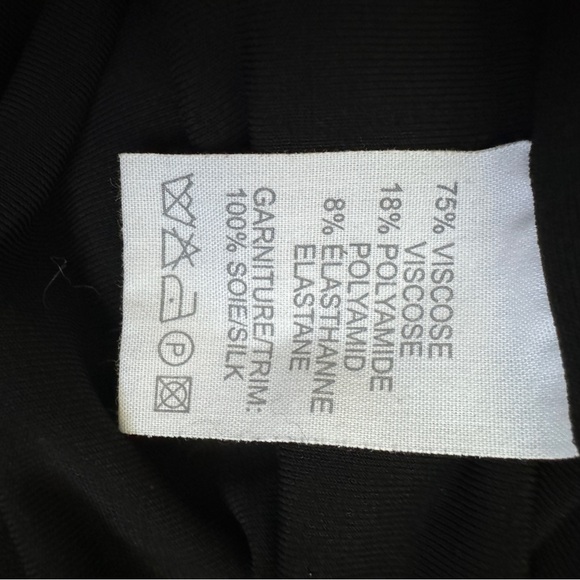 75% VISCOSE
VISCOSE
18% POLYAMIDE
POLYAMID
8% ÉLASTHANNE
ELASTANE
GARNITURE/TRIM:
100% SOIE/SILK
P